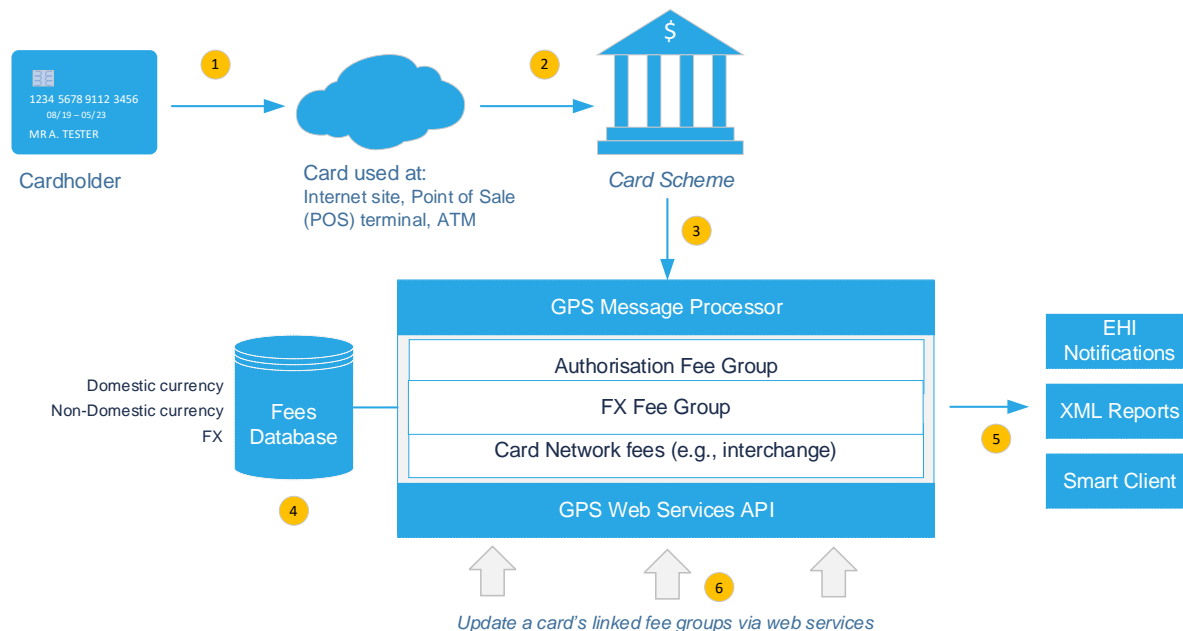 1
2
$
1234 5678 9112 3456
08/19 – 05/23
MR A. TESTER
Cardholder
Card used at:
Internet site, Point of Sale
(POS) terminal, ATM
Card Scheme
3
GPS Message Processor
Authorisation Fee Group
FX Fee Group
Card Network fees (e.g., interchange)
GPS Web Services API
Domestic currency
Non-Domestic currency
FX
Fees
Database
4
EHI
Notifications
XML Reports
Smart Client
5
6
Update a card's linked fee groups via web services